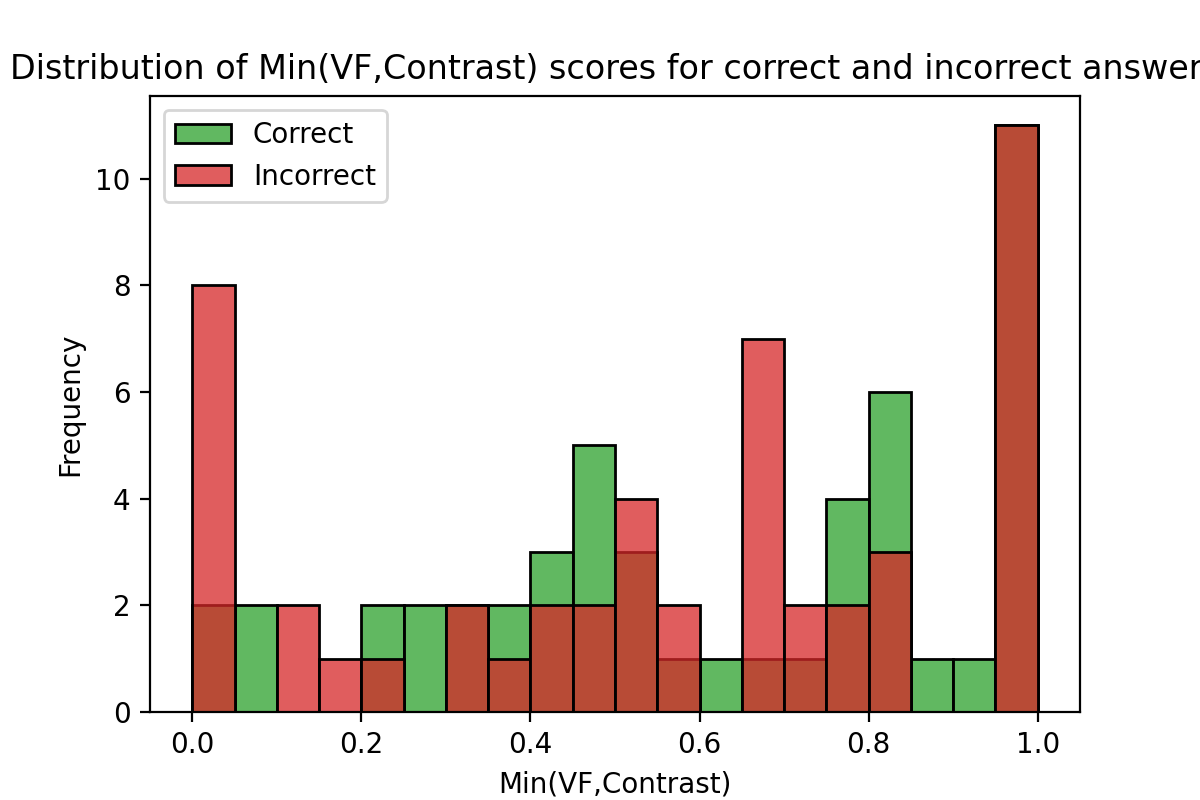 Distribution of Min(VF,Contrast) scores for correct and incorrect answer
Correct
Incorrect
Frequency
10
8
6
4
2
0
0.0 0.2 0.4 0.6 0.8 1.0
Min(VF,Contrast)